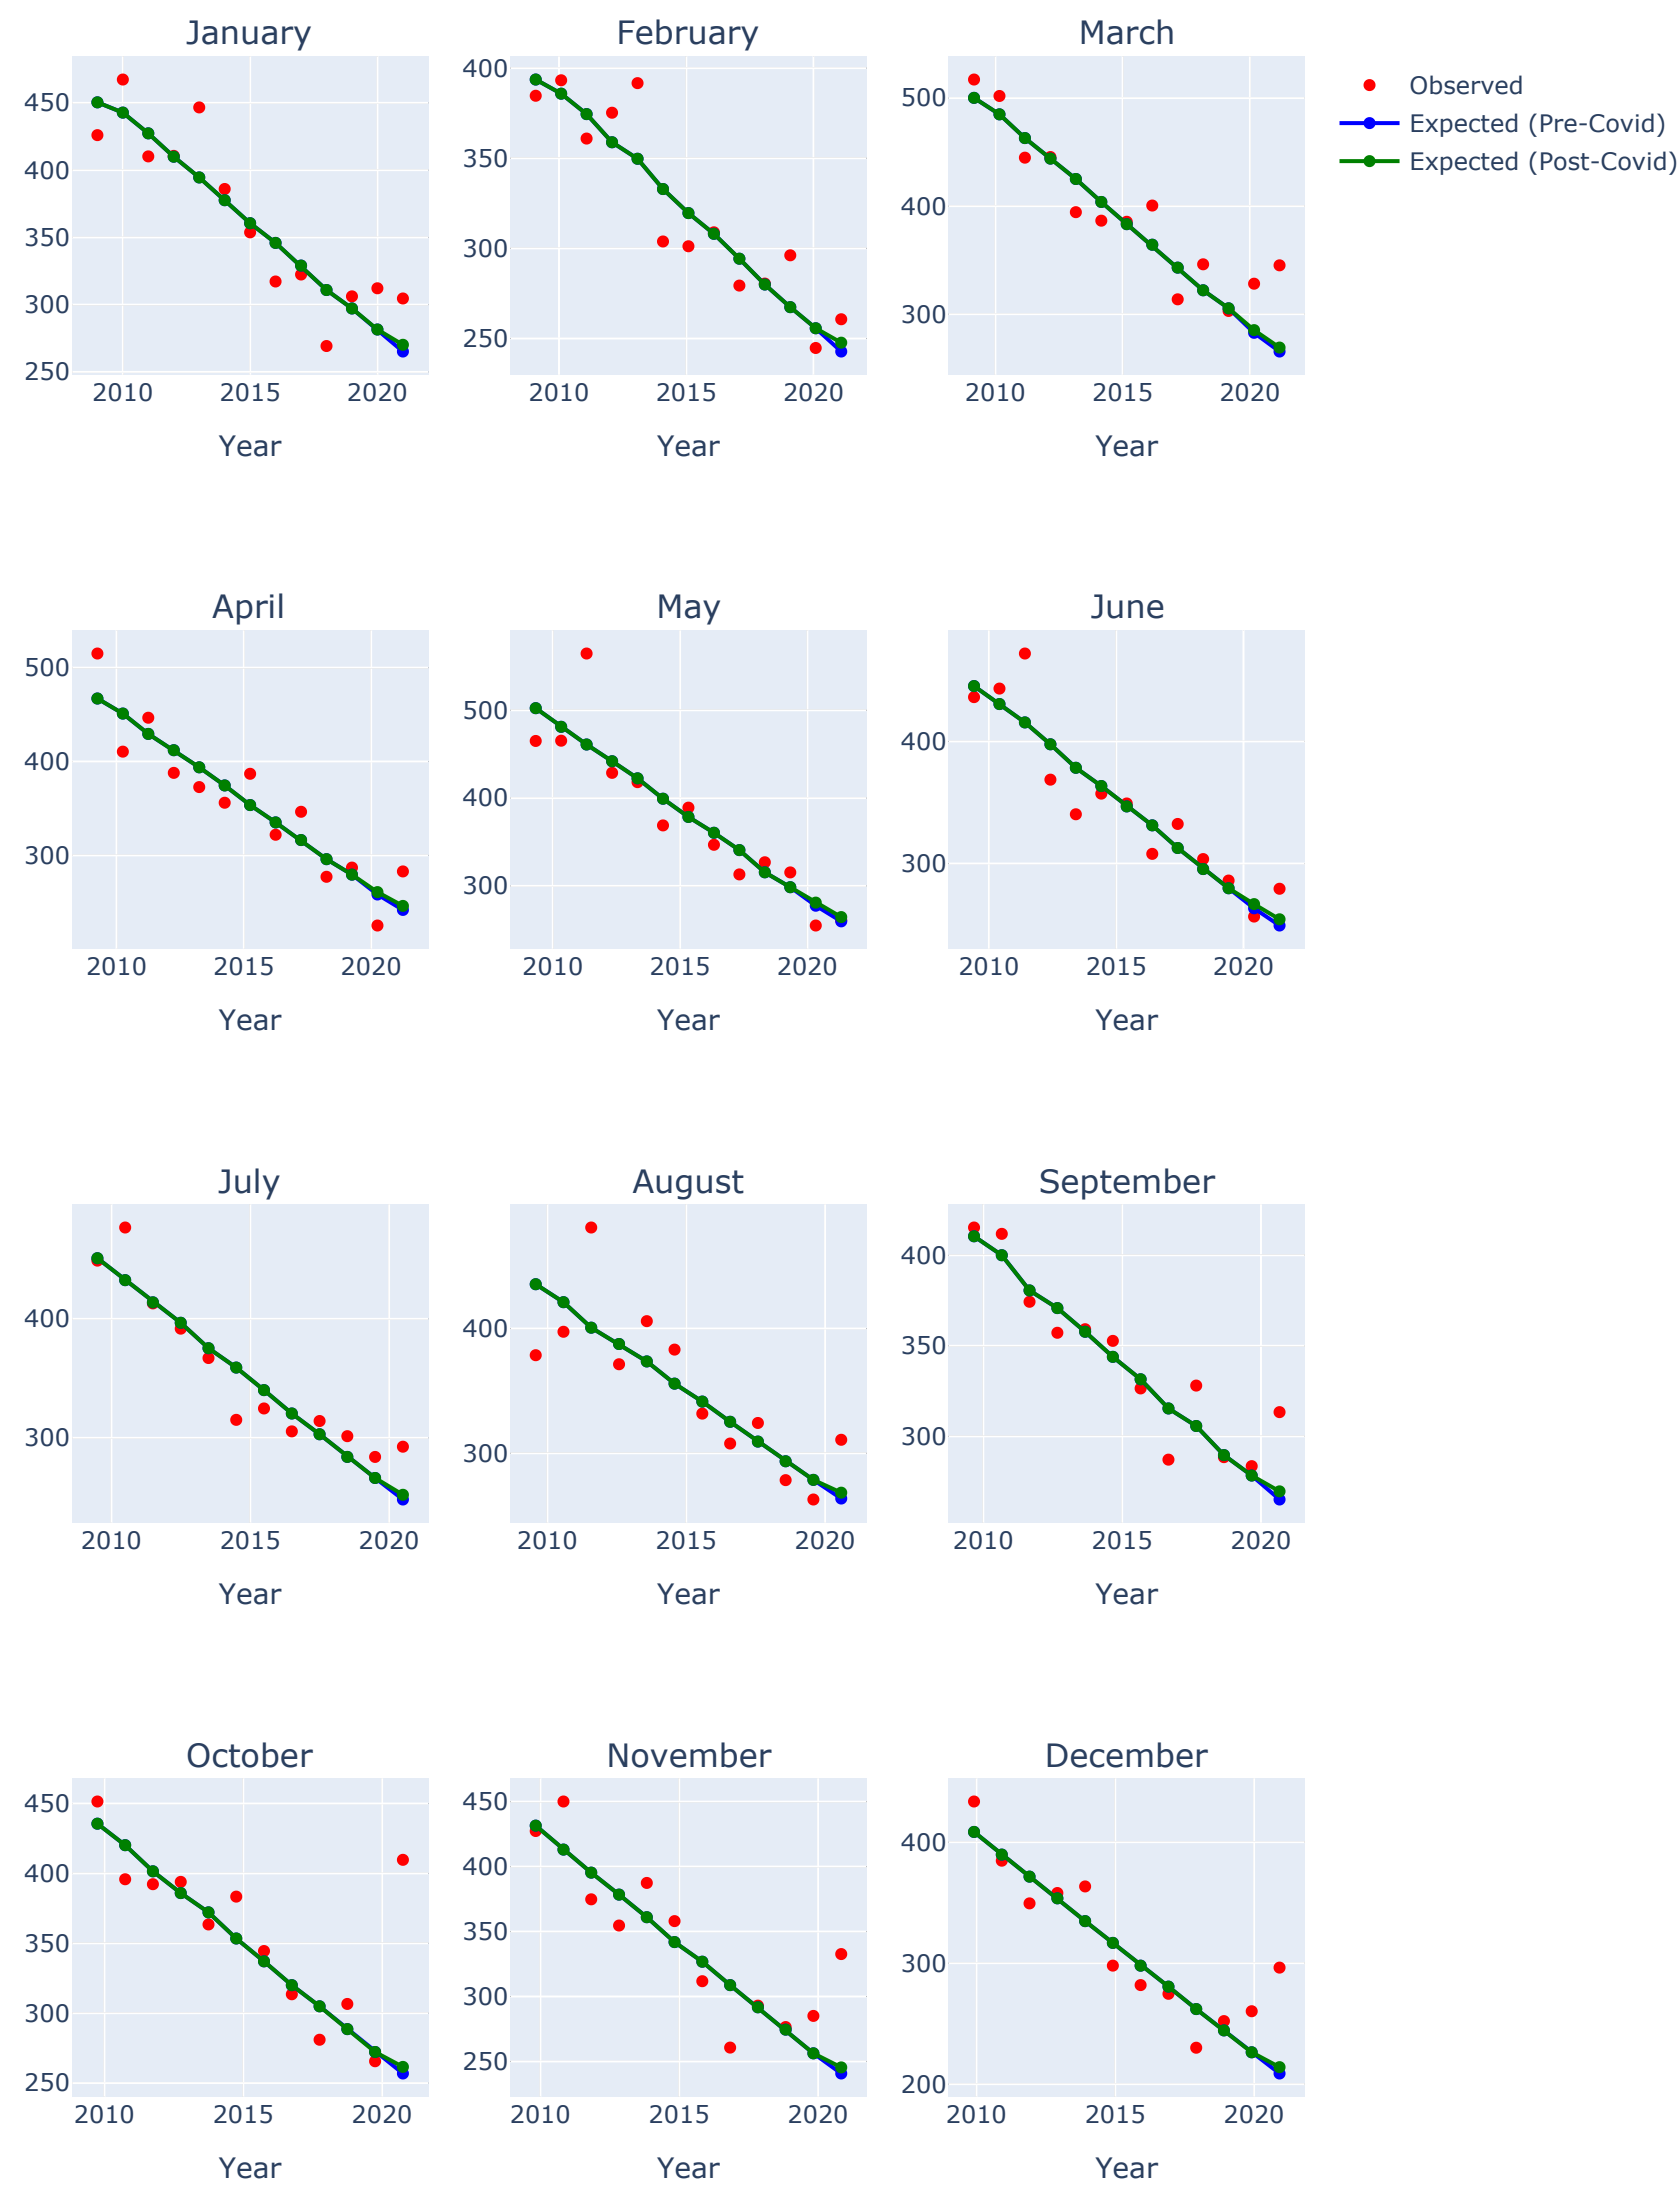 January
February
March
Observed
Expected (Pre-Covid)
Expected (Post-Covid)
450
400
350
300
250
2010
2015
2020
Year
400
350
300
250
2010
2015
2020
Year
500
400
300
2010
2015
2020
Year
April
May
June
500
400
300
2010
2015
2020
Year
500
400
300
2010
2015
2020
Year
400
300
2010
2015
2020
Year
July
August
September
400
300
2010
2015
2020
Year
400
300
2010
2015
2020
Year
400
350
300
2010
2015
2020
Year
October
November
December
450
400
350
300
250
2010
2015
2020
Year
450
400
350
300
250
2010
2015
2020
Year
400
300
200
2010
2015
2020
Year